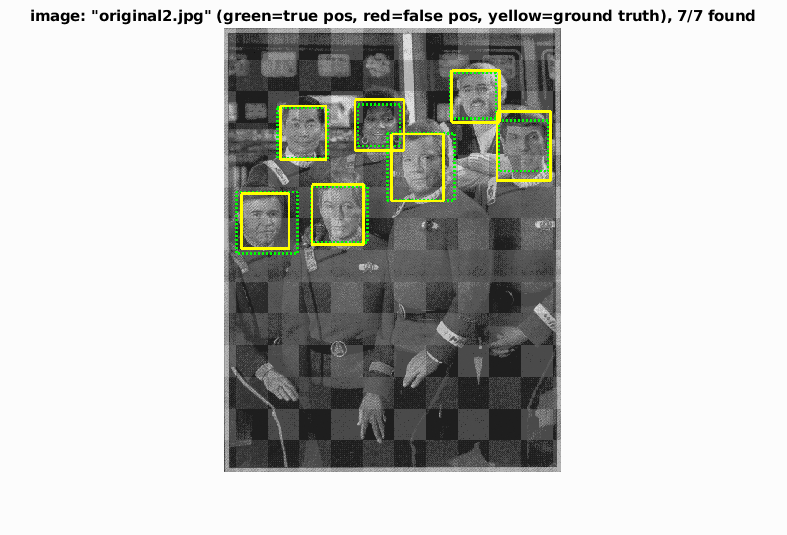 image: "original2.jpg" (green=true pos, red=false pos, yellow=ground truth), 7/7 found